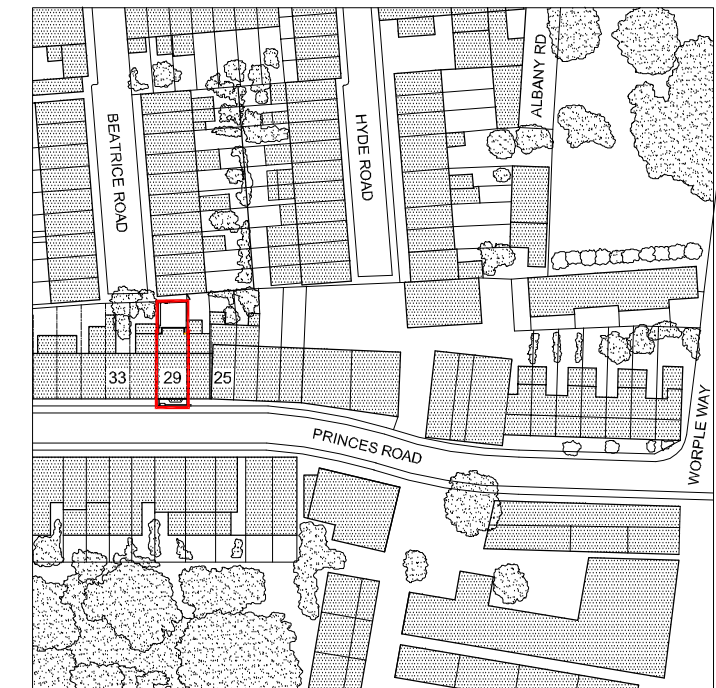 ALBANY RD
BEATRICE ROAD
HYDE ROAD
33
29
25
PRINCES ROAD
WORPLE WAY